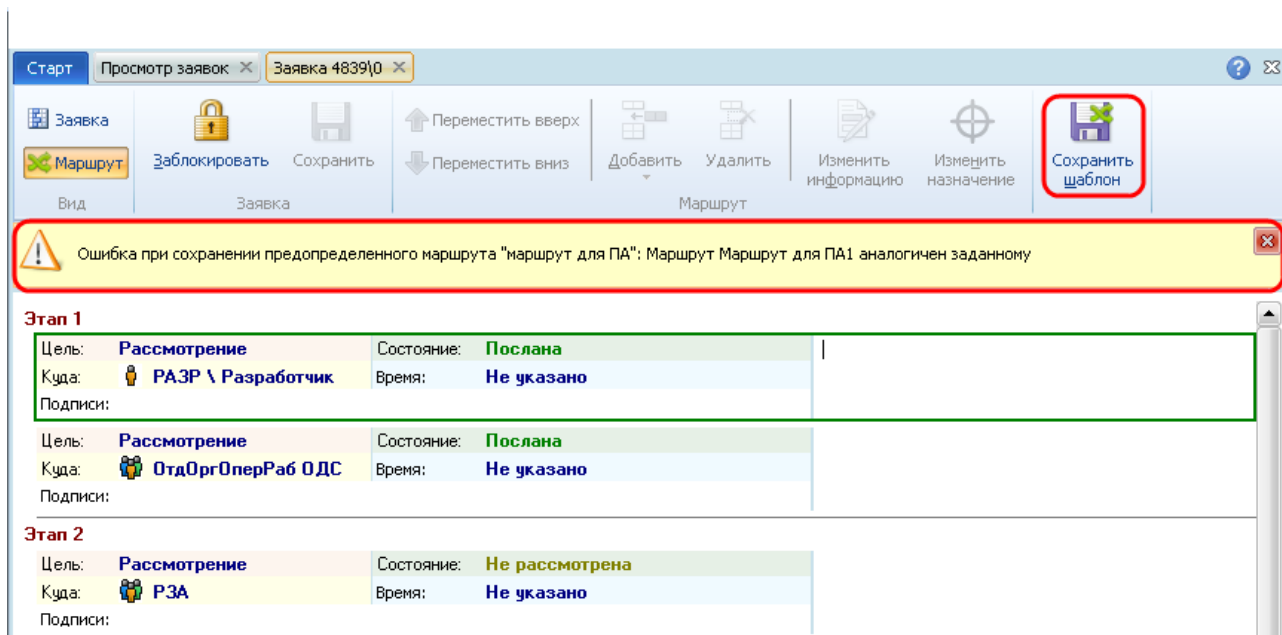 Старт Просмотр заявок Заявка 4839\0
Заявка Переместить вверх
Маршрут Заблокировать Сохранить Переместить вниз Добавить Удалить Изменить информацию Изменить назначение Сохранить шаблон
Вид Заявка Маршрут
Ошибка при сохранении предопределенного маршрута "маршрут для ПА": Маршрут Маршрут для ПА1 аналогичен заданному
Этап 1
Цель: Рассмотрение Состояние: Послана
Куда: РАЗР \ Разработчик Время: Не указано
Подписи:
Цель: Рассмотрение Состояние: Послана
Куда: ОтдОргОперРаб ОДС Время: Не указано
Подписи:
Этап 2
Цель: Рассмотрение Состояние: Не рассмотрена
Куда: РЗА Время: Не указано
Подписи: